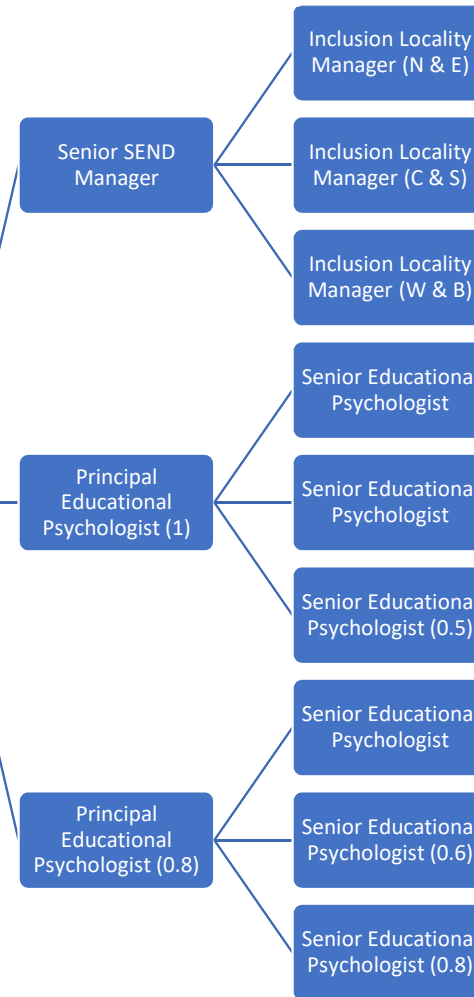 Inclusion Locality
Manager (N & E)
Senior SEND
Manager
Inclusion Locality
Manager (C & S)
Inclusion Locality
Manager (W & B)
Senior Educationa
Psychologist
Principal
Educational
Psychologist (1)
Senior Educationa
Psychologist
Senior Educationa
Psychologist (0.5)
Senior Educationa
Psychologist
Principal
Educational
Psychologist (0.8)
Senior Educationa
Psychologist (0.6)
Senior Educationa
Psychologist (0.8)